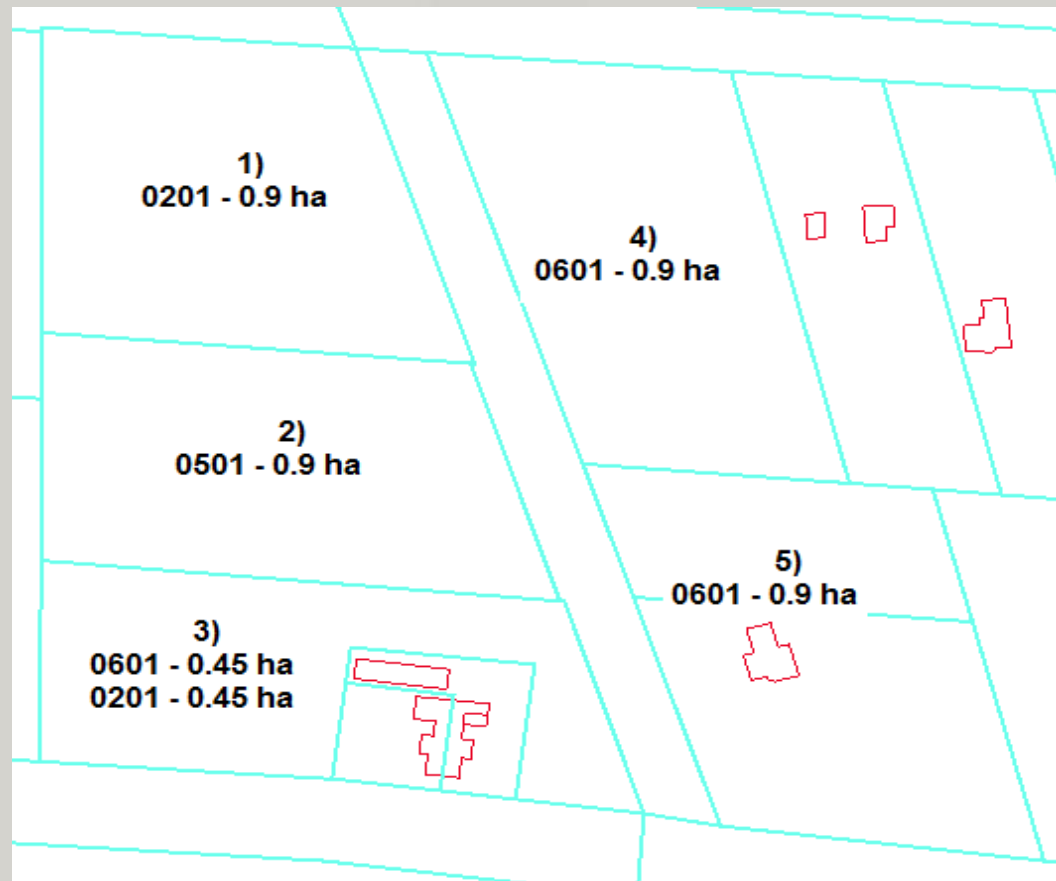 1)
0201 - 0.9 ha
2)
0501 - 0.9 ha
3)
0601 - 0.45 ha
0201 - 0.45 ha
4)
0601 - 0.9 ha
5)
0601 - 0.9 ha